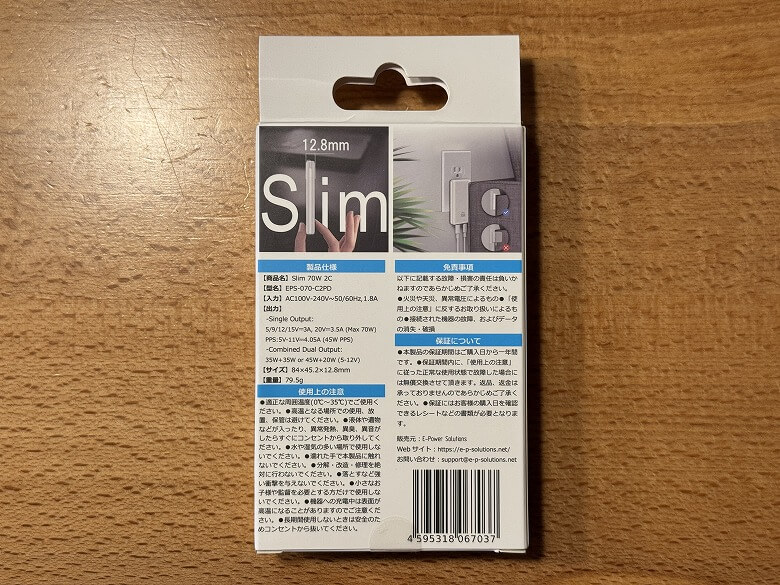 12.8mm
Slim
製品仕様
【商品名】Slim 70W 2C
【型名】EPS-070-C2PD
【入力】AC100V-240V~50/60Hz, 1.8A
【出力】
-Single Output:
5/9/12/15V=3A, 20V=3.5A (Max 70W)
PPS:5V-11V=4.05A (45W PPS)
-Combined Dual Output:
35W+35W or 45W+20W (5-12V)
【サイズ】84×45.2×12.8mm
【重量】79.5g
使用上の注意
●適正な周囲温度(0℃~35℃)でご使用く
ださい。●高温となる場所での使用、放
置、保管は避けてください。●液体や遺物
などが入ったり、異常発熱、異臭、異音が
したらすぐにコンセントから取り外してく
ださい。●水や湿気の多い場所で使用しな
いでください。●濡れた手で本製品に触れ
ないでください。●分解・改造・修理を絶
対に行わないでください。●落とすなど強
い衝撃を与えないでください。●小さなお
子様や監督を必要とする方だけで使用しな
いでください。●機器への充電中は表面が
高温になることがありますのでご注意くだ
さい。●長期間使用しないときは安全のた
めコンセントから抜いてください。
免責事項
以下に記載する故障・損害の責任は負いか
ねますのであらかじめご了承ください。
●火災や天災、異常電圧によるもの●「使
用上の注意」に反するお取り扱いによるも
の●接続された機器の故障、およびデータ
の消失・破損
保証について
●本製品の保証期間はご購入日から一年間
です。●保証期間内に、「使用上の注意」
に従った正常な使用状態で故障した場合に
は無償交換させて頂きます。返品、返金は
承っておりませんのであらかじめご了承く
ださい。●保証にはお客様の購入日を確認
できるレシートなどの書類が必要となりま
す。
販売元：E-Power Solutions
Web サイト：https://e-p-solutions.net/
お問い合わせ：support@e-p-solutions.net
4 595318 067037